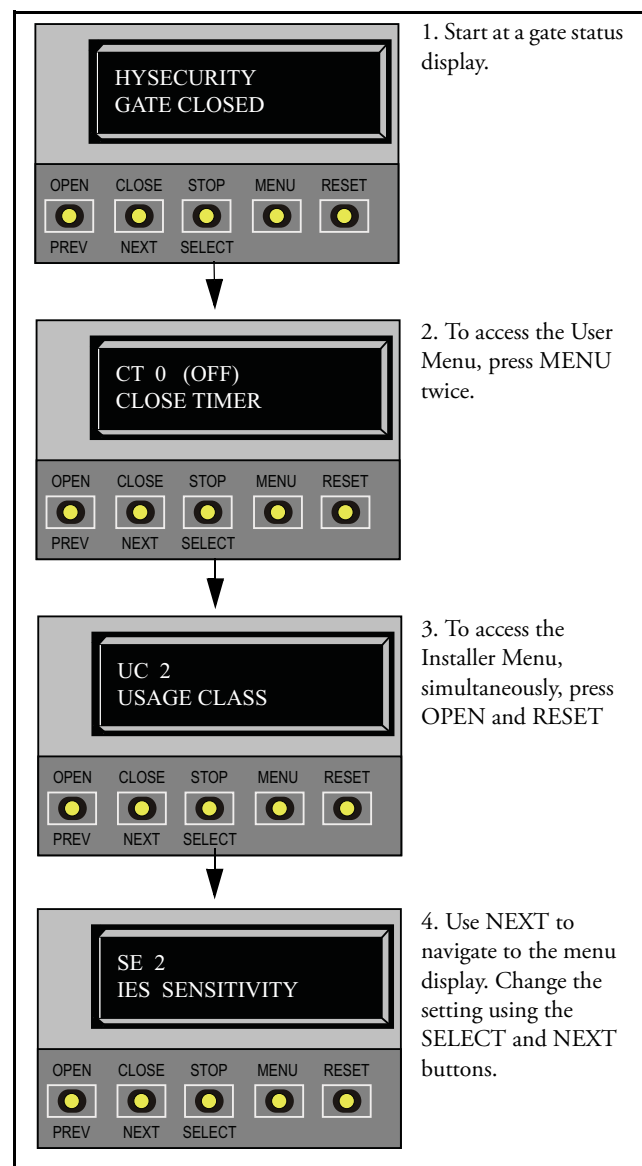 HYSECURITY
GATE CLOSED
OPEN CLOSE STOP MENU RESET
PREV NEXT SELECT
1. Start at a gate status
display.
CT 0 (OFF)
CLOSE TIMER
OPEN CLOSE STOP MENU RESET
PREV NEXT SELECT
2. To access the User
Menu, press MENU
twice.
UC 2
USAGE CLASS
OPEN CLOSE STOP MENU RESET
PREV NEXT SELECT
3. To access the
Installer Menu,
simultaneously, press
OPEN and RESET
SE 2
IES SENSITIVITY
OPEN CLOSE STOP MENU RESET
PREV NEXT SELECT
4. Use NEXT to
navigate to the menu
display. Change the
setting using the
SELECT and NEXT
buttons.